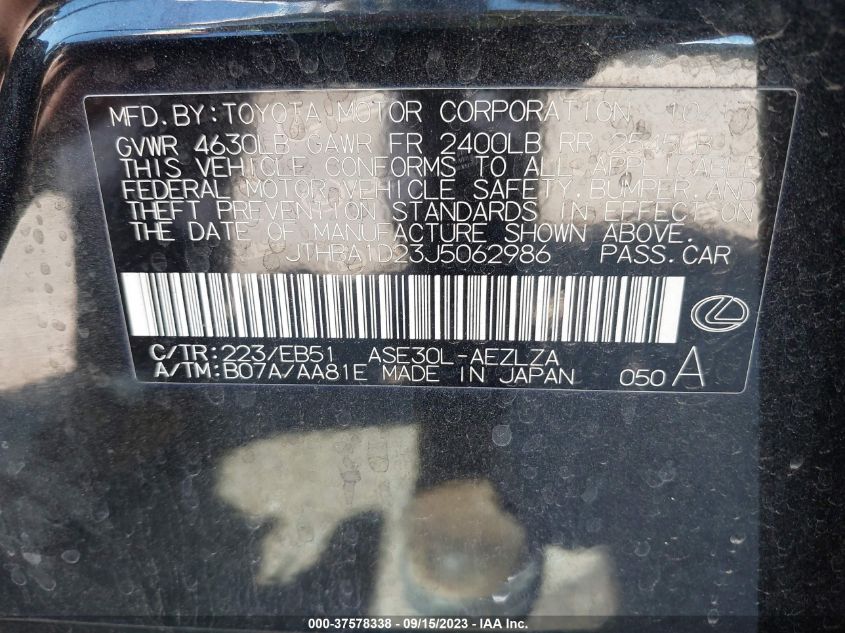 MFD.BY:TOYOTA MOTOR CORPORATION 10
GVWR 4630LB GAWR FR 2400LB RR
THIS VEHICLE CONFORMS TO ALL APPLICABLE
FEDERAL MOTOR VEHICLE SAFETY,BUMPER,AND
THEFT PREVENTION STANDARDS IN EFFECT ON
THE DATE OF MANUFACTURE SHOWN ABOVE.
JTHBA1D23J5062986 PASS.CAR
C/TR:223/EB51 ASE30L-AEZLZA
A/TM:B07A/AA81E MADE IN JAPAN 050 A
000-37578338 - 09/15/2023 - IAA Inc.